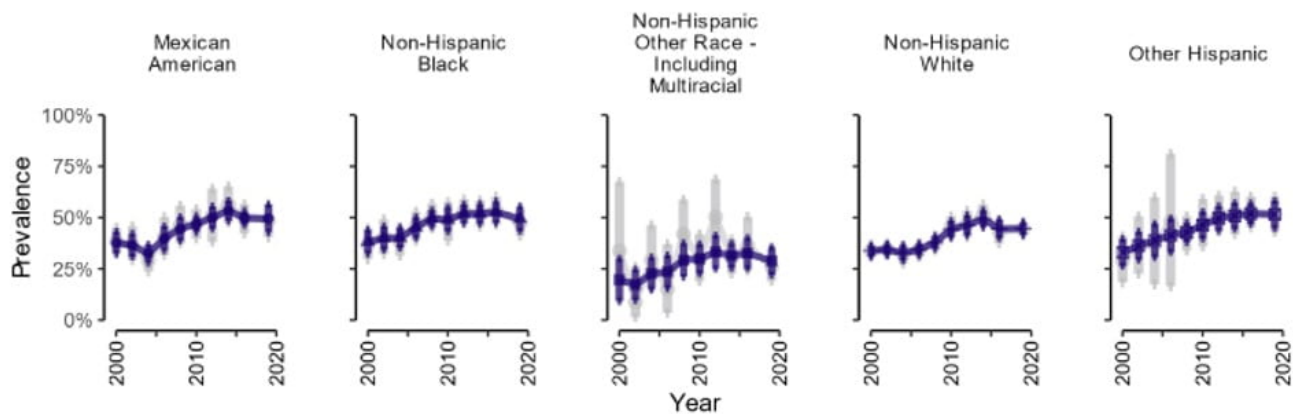 Mexican
American
Non-Hispanic
Black
Non-Hispanic
Other Race -
Including
Multiracial
Non-Hispanic
White
Other Hispanic
Prevalence
100%
75%
50%
25%
0%
2000
2010
2020
2000
2010
2020
2000
2010
2020
2000
2010
2020
2000
2010
2020
Year